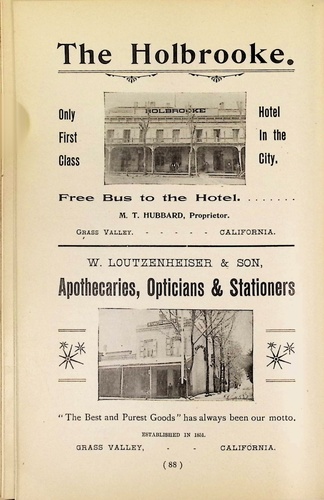 The Holbrooke.
HOLBROOKE
Only First Class
Hotel In the City.
Free Bus to the Hotel.......
M. T. HUBBARD, Proprietor.
GRASS VALLEY. - - - - - CALIFORNIA.
W. LOUTZENHEISER & SON,
Apothecaries, Opticians & Stationers
"The Best and Purest Goods" has always been our motto.
ESTABLISHED IN 1851.
GRASS VALLEY, - - CALIFORNIA.
(88)